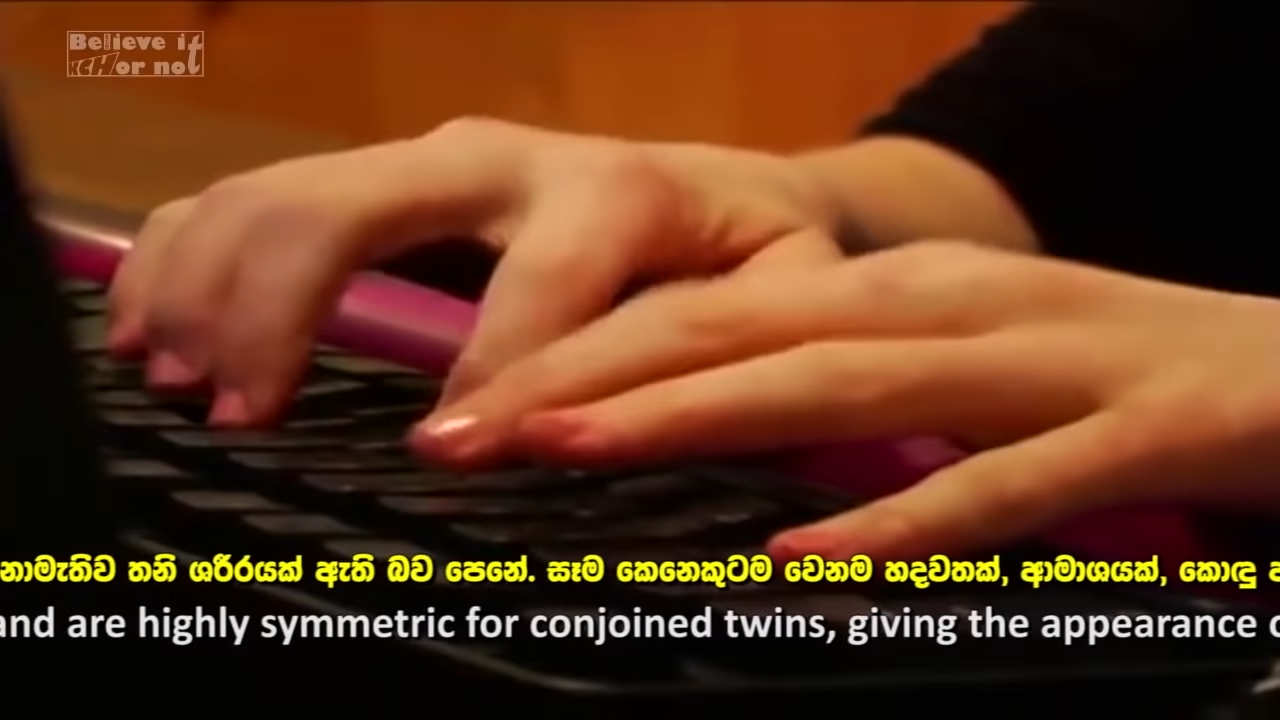 Believe it
KCH or not
නොමැතිව තනි ශරීරයක් ඇති බව පෙනේ. සෑම කෙනෙකුටම වෙනම හදවතක්, ආමාශයක්, කොඳු
and are highly symmetric for conjoined twins, giving the appearance